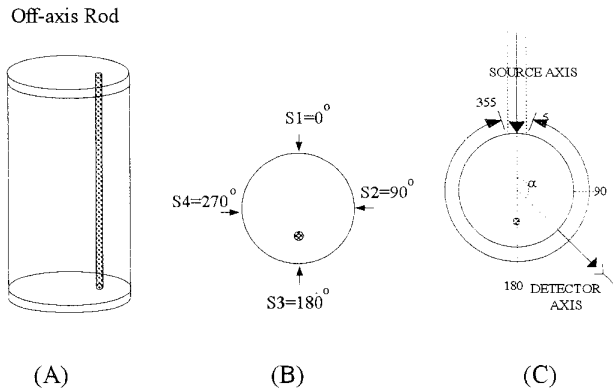 Off-axis Rod
S1=0°
S2=90°
S4=270°
S3=180°
SOURCE AXIS
355
5
α
90
180
DETECTOR
AXIS
(A)
(B)
(C)